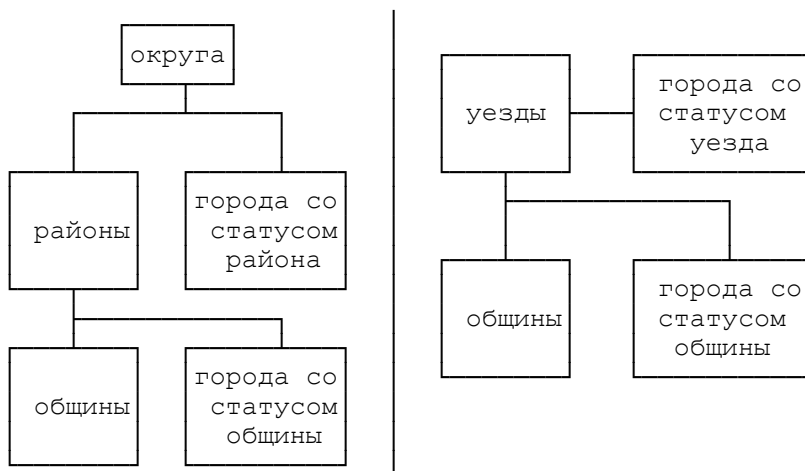 округа
районы
города со
статусом
района
общины
города со
статусом
общины
уезды
города со
статусом
уезда
общины
города со
статусом
общины